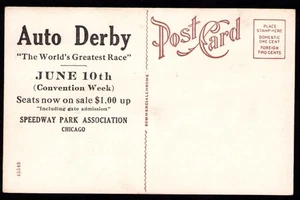 Auto Derby
"The World's Greatest Race"
JUNE 10th
(Convention Week)
Seats now on sale $1.00 up
"Including gate admission"
SPEEDWAY PARK ASSOCIATION
CHICAGO
Post Card
PLACE
STAMP HERE
DOMESTIC
ONE CENT
FOREIGN
TWO CENTS